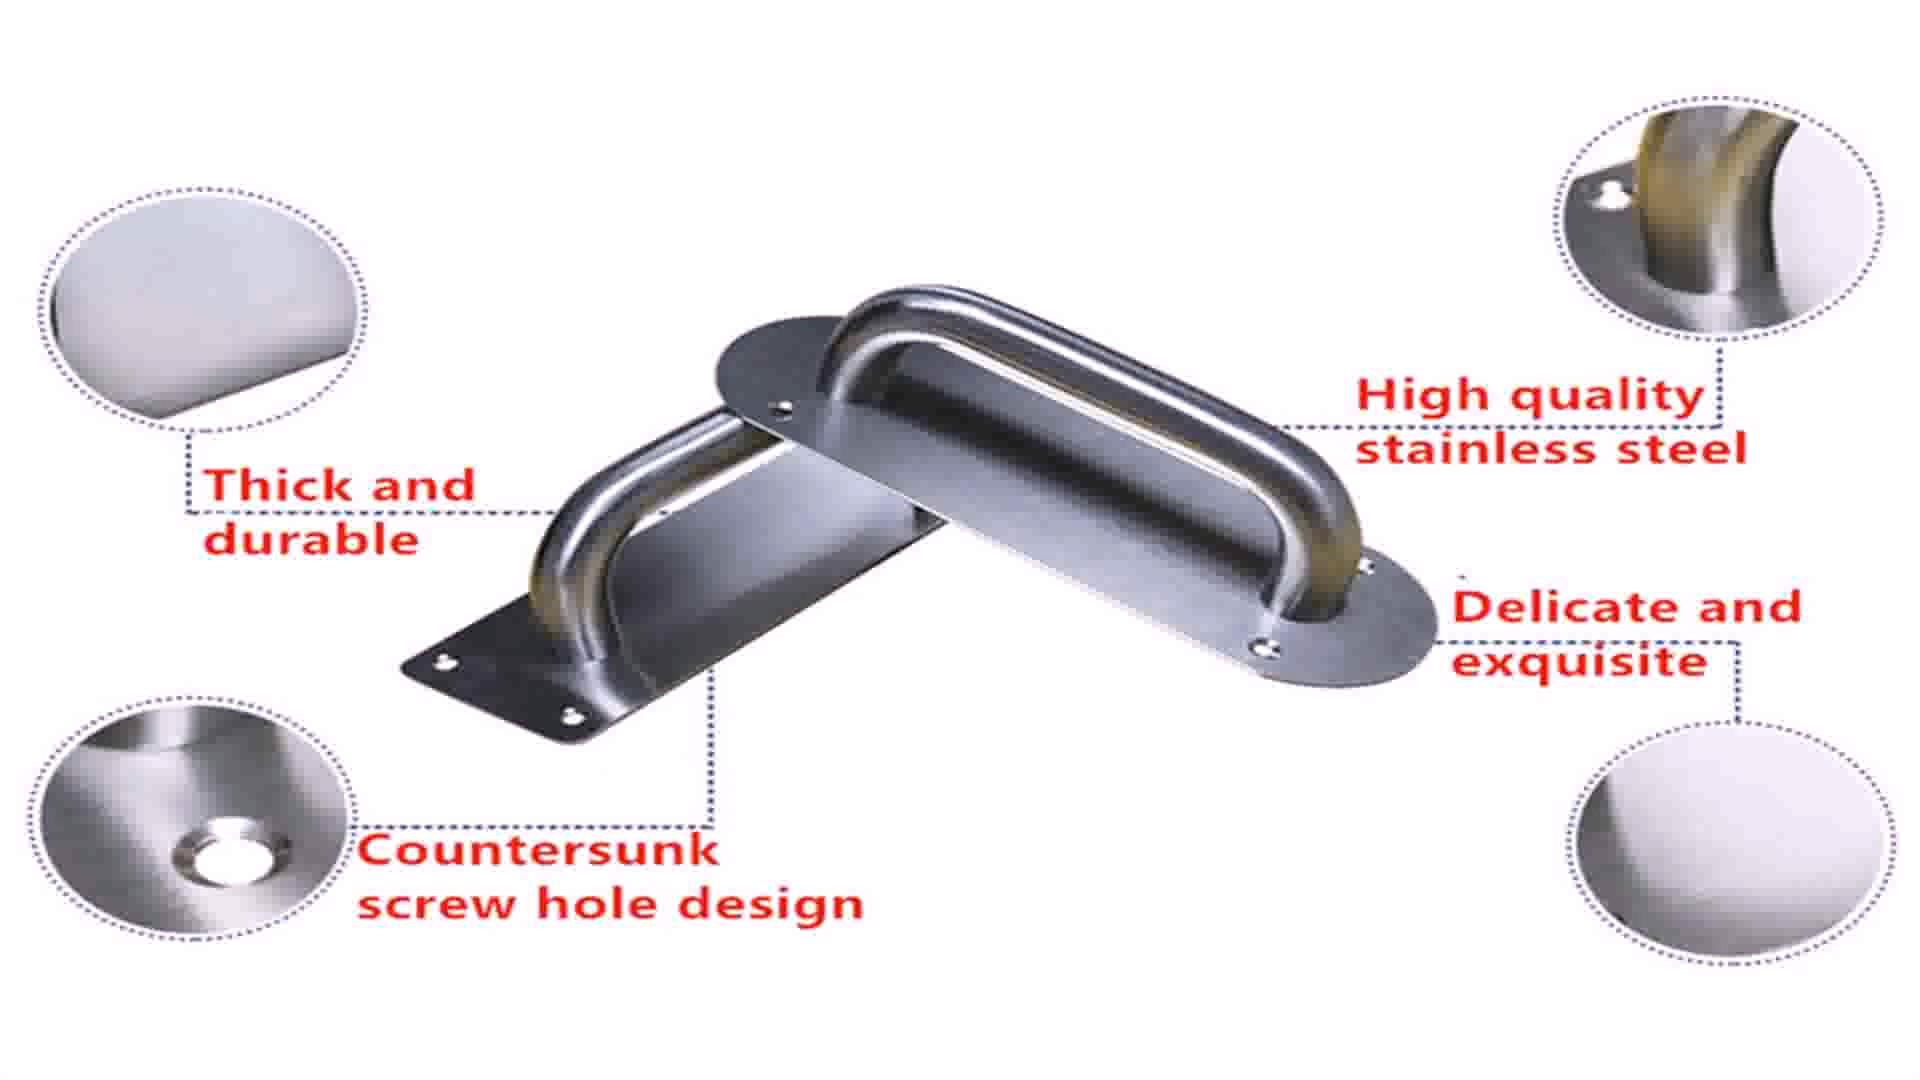 High quality
stainless steel
Thick and
durable
Delicate and
exquisite
Countersunk
screw hole design